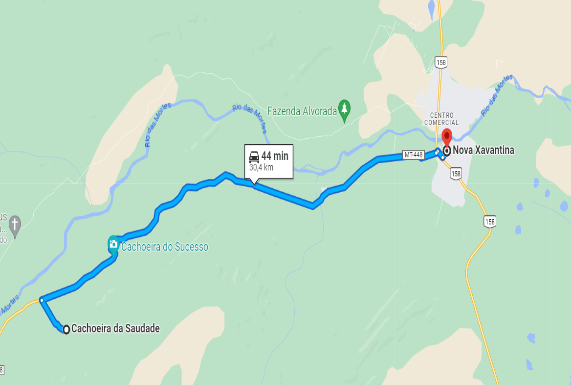 158
Rio das Mortes
Rio das Mortes
Rio das
Fazenda Alvorada
CENTRO
COMERCIAL
44 min
30,4 km
MT-448
Nova Xavantina
158
158
Cachoeira do Sucesso
Mortes
Cachoeira da Saudade